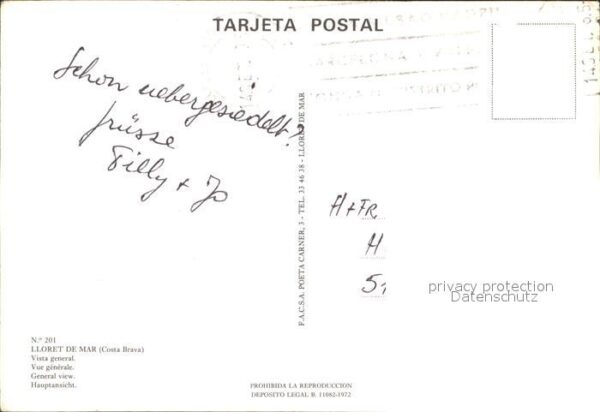 TARJETA POSTAL
Schon uebergesiedelt?
früsse
Tilly + Jo
F.A.C.S.A. POETA CARNER, 3 - TEL. 33 46 38 - LLORET DE MAR
H+FR
H
privacy protection
Datenschutz
N.º 201
LLORET DE MAR (Costa Brava)
Vista general.
Vue générale.
General view.
Hauptansicht.
PROHIBIDA LA REPRODUCCION
DEPOSITO LEGAL B. 11082-1972